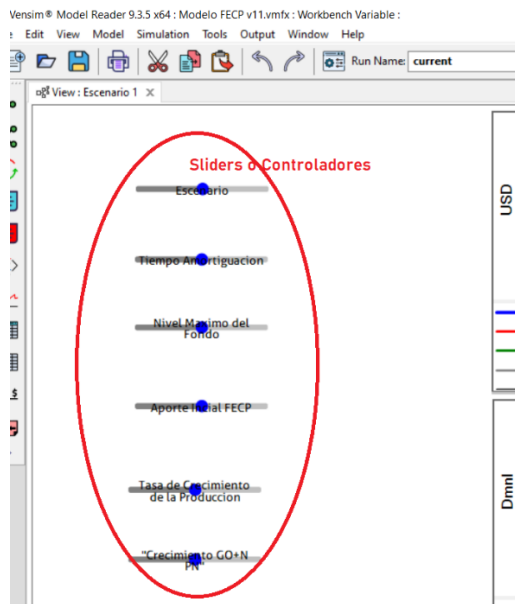 Vensim® Model Reader 9.3.5 x64 : Modelo FECP v11.vmfx : Workbench Variable :
Edit View Model Simulation Tools Output Window Help
Run Name: current
View : Escenario 1
Sliders o Controladores
Escenario
Tiempo Amortiguacion
Nivel Maximo del
Fondo
Aporte Incial FECP
Tasa de Crecimiento
de la Produccion
"Crecimiento GO+N
PN"
USD
Dmnl